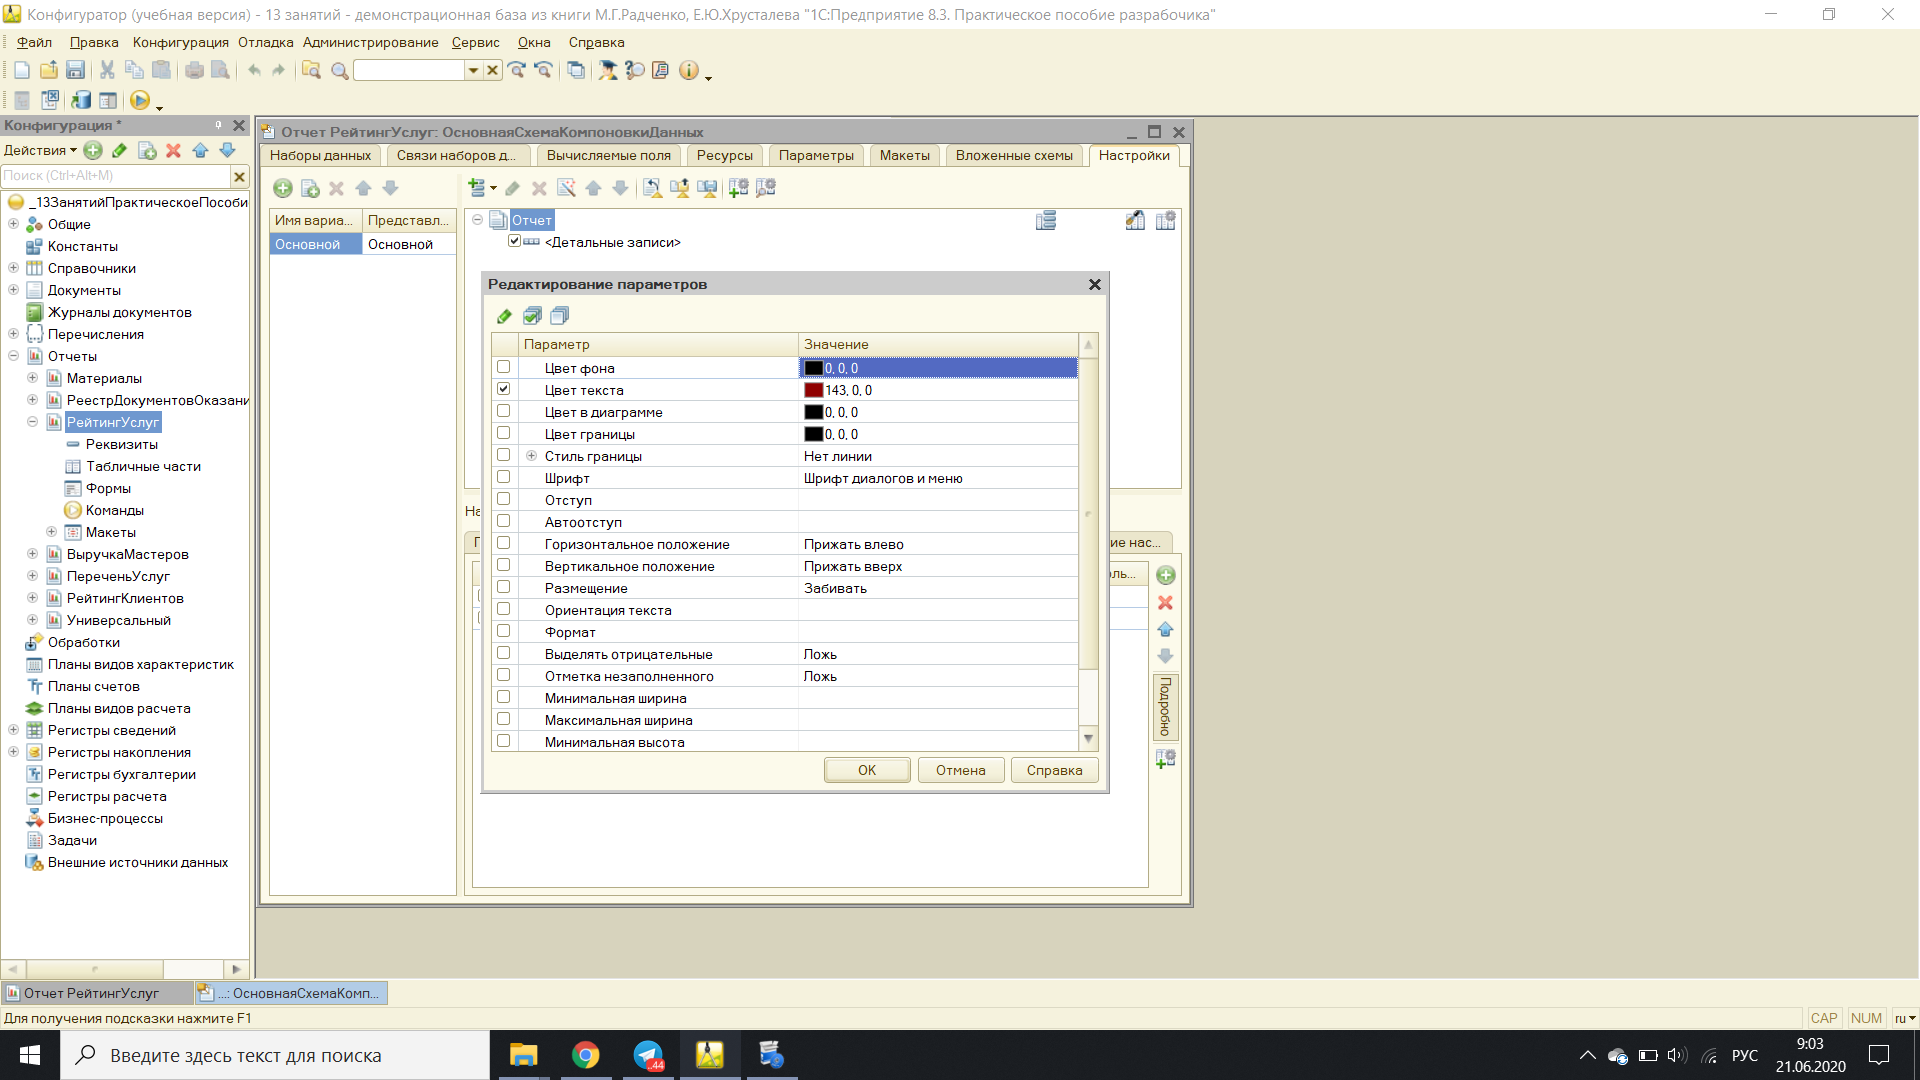 Конфигуратор (учебная версия) - 13 занятий - демонстрационная база из книги М.Г.Радченко, Е.Ю.Хрусталева "1С:Предприятие 8.3. Практическое пособие разрабочика"
Файл Правка Конфигурация Отладка Администрирование Сервис Окна Справка
Конфигурация *
Действия
Поиск (Ctrl+Alt+M)
_13ЗанятийПрактическоеПособи
Общие
Константы
Справочники
Документы
Журналы документов
Перечисления
Отчеты
Материалы
РеестрДокументовОказани
РейтингУслуг
Реквизиты
Табличные части
Формы
Команды
Макеты
ВыручкаМастеров
ПереченьУслуг
РейтингКлиентов
Универсальный
Обработки
Планы видов характеристик
Планы счетов
Планы видов расчета
Регистры сведений
Регистры накопления
Регистры бухгалтерии
Регистры расчета
Бизнес-процессы
Задачи
Внешние источники данных
Отчет РейтингУслуг: ОсновнаяСхемаКомпоновкиДанных
Наборы данных Связи наборов д... Вычисляемые поля Ресурсы Параметры Макеты Вложенные схемы Настройки
Имя вариа... Представл...
Основной Основной
Отчет
<Детальные записи>
На
П
ие нас...
оль...
Подробно
Редактирование параметров
Параметр Значение
Цвет фона 0, 0, 0
Цвет текста 143, 0, 0
Цвет в диаграмме 0, 0, 0
Цвет границы 0, 0, 0
Стиль границы Нет линии
Шрифт Шрифт диалогов и меню
Отступ
Автоотступ
Горизонтальное положение Прижать влево
Вертикальное положение Прижать вверх
Размещение Забивать
Ориентация текста
Формат
Выделять отрицательные Ложь
Отметка незаполненного Ложь
Минимальная ширина
Максимальная ширина
Минимальная высота
OK Отмена Справка
Отчет РейтингУслуг ...: ОсновнаяСхемаКомп...
Для получения подсказки нажмите F1 CAP NUM ru
Введите здесь текст для поиска
44
РУС
9:03
21.06.2020